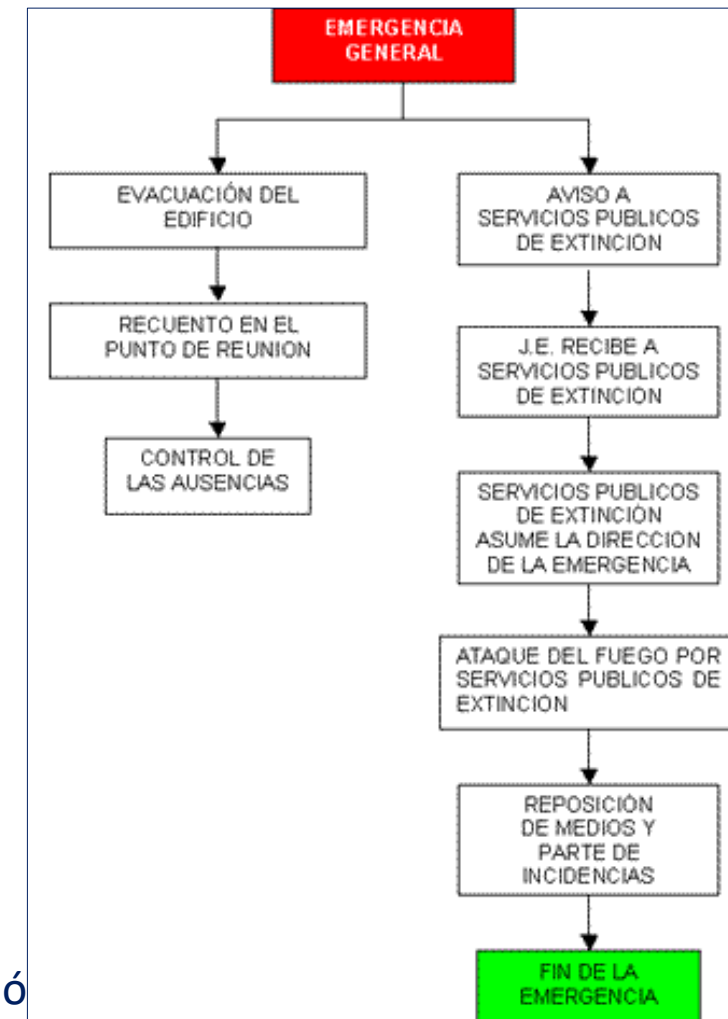 EMERGENCIA
GENERAL
EVACUACIÓN DEL
EDIFICIO
RECUENTO EN EL
PUNTO DE REUNION
CONTROL DE
LAS AUSENCIAS
AVISO A
SERVICIOS PUBLICOS
DE EXTINCION
J.E. RECIBE A
SERVICIOS PUBLICOS
DE EXTINCION
SERVICIOS PUBLICOS
DE EXTINCIÓN
ASUME LA DIRECCION
DE LA EMERGENCIA
ATAQUE DEL FUEGO POR
SERVICIOS PUBLICOS DE
EXTINCION
REPOSICIÓN
DE MEDIOS Y
PARTE DE
INCIDENCIAS
FIN DE LA
EMERGENCIA
ó